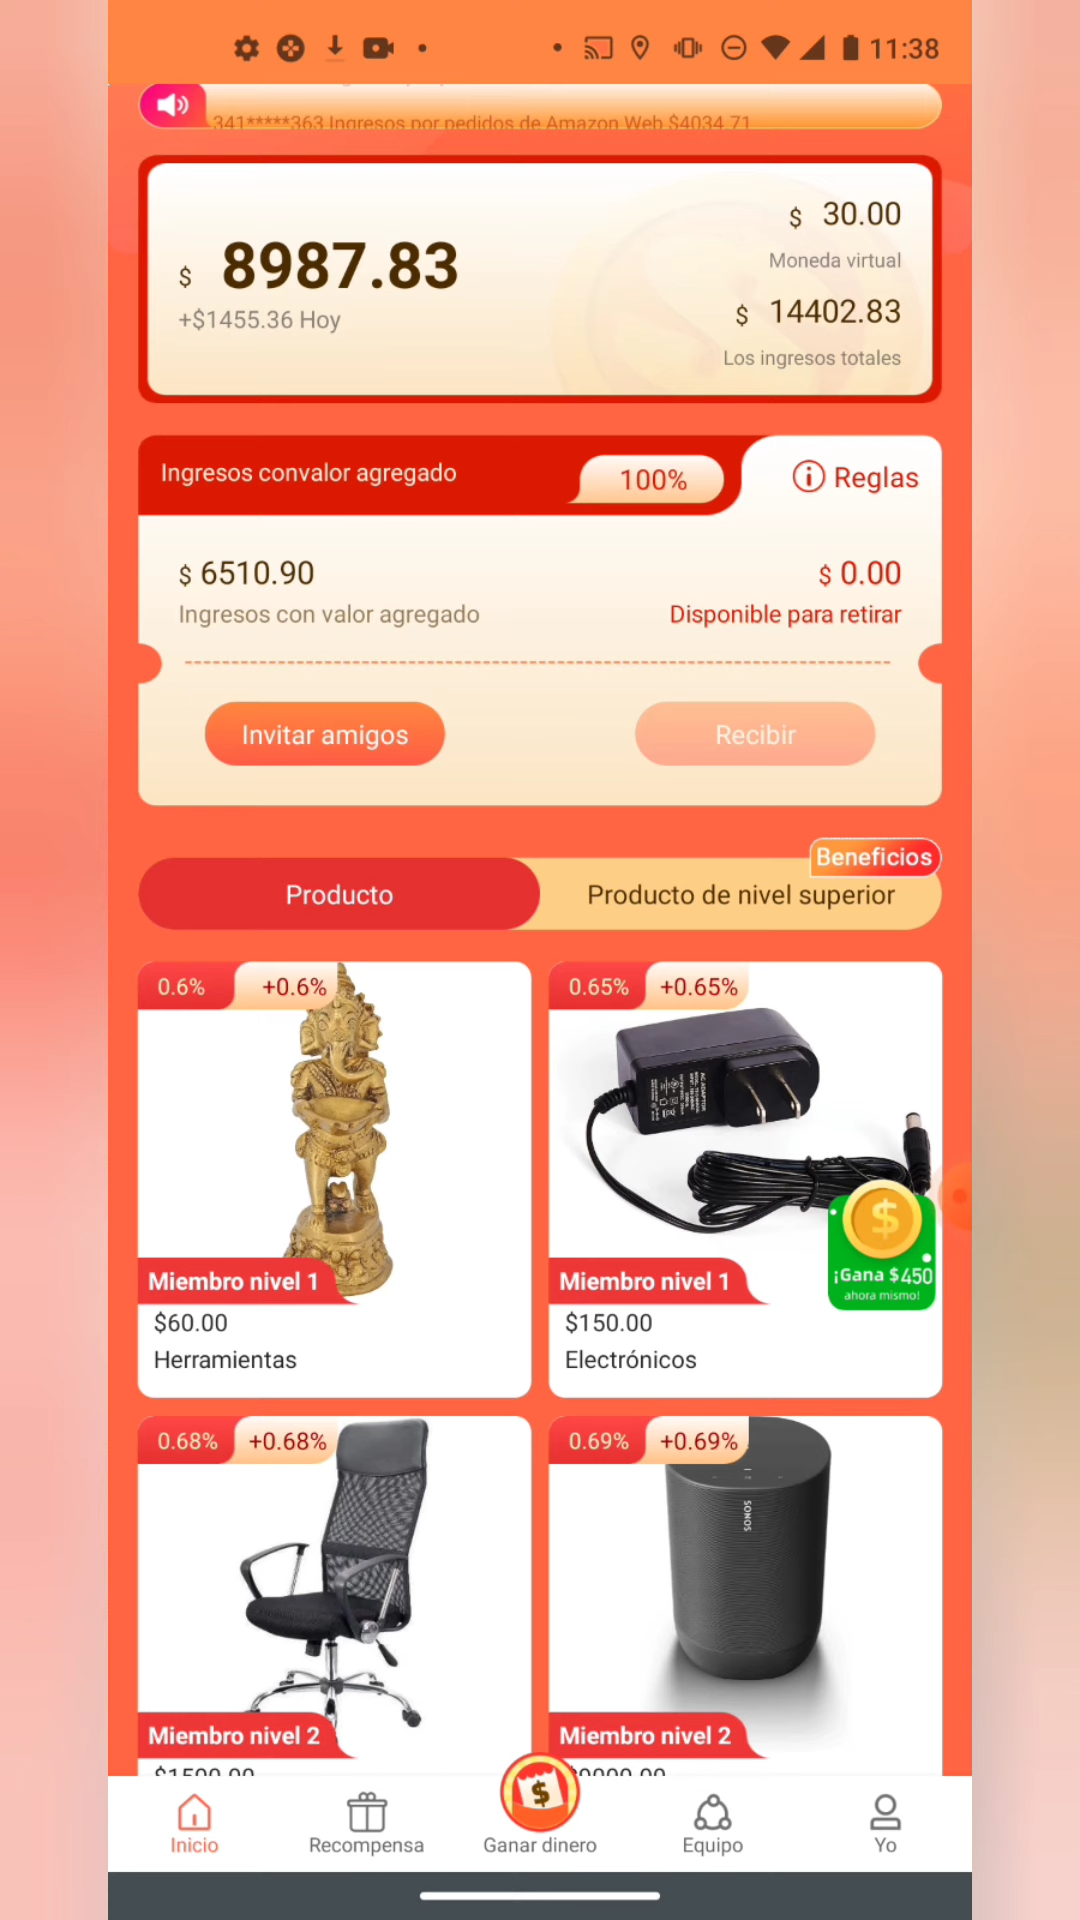 11:38
341*****363 Ingresos por pedidos de Amazon Web $4034.71
$ 8987.83
+$1455.36 Hoy
$ 30.00
Moneda virtual
$ 14402.83
Los ingresos totales
Ingresos convalor agregado
100%
Reglas
$ 6510.90
Ingresos con valor agregado
$ 0.00
Disponible para retirar
Invitar amigos
Recibir
Beneficios
Producto
Producto de nivel superior
0.6% +0.6%
Miembro nivel 1
$60.00
Herramientas
0.65% +0.65%
AC ADAPTOR
¡Gana $450
ahora mismo!
Miembro nivel 1
$150.00
Electrónicos
0.68% +0.68%
Miembro nivel 2
0.69% +0.69%
SONOS
Miembro nivel 2
$
Inicio
Recompensa
Ganar dinero
Equipo
Yo